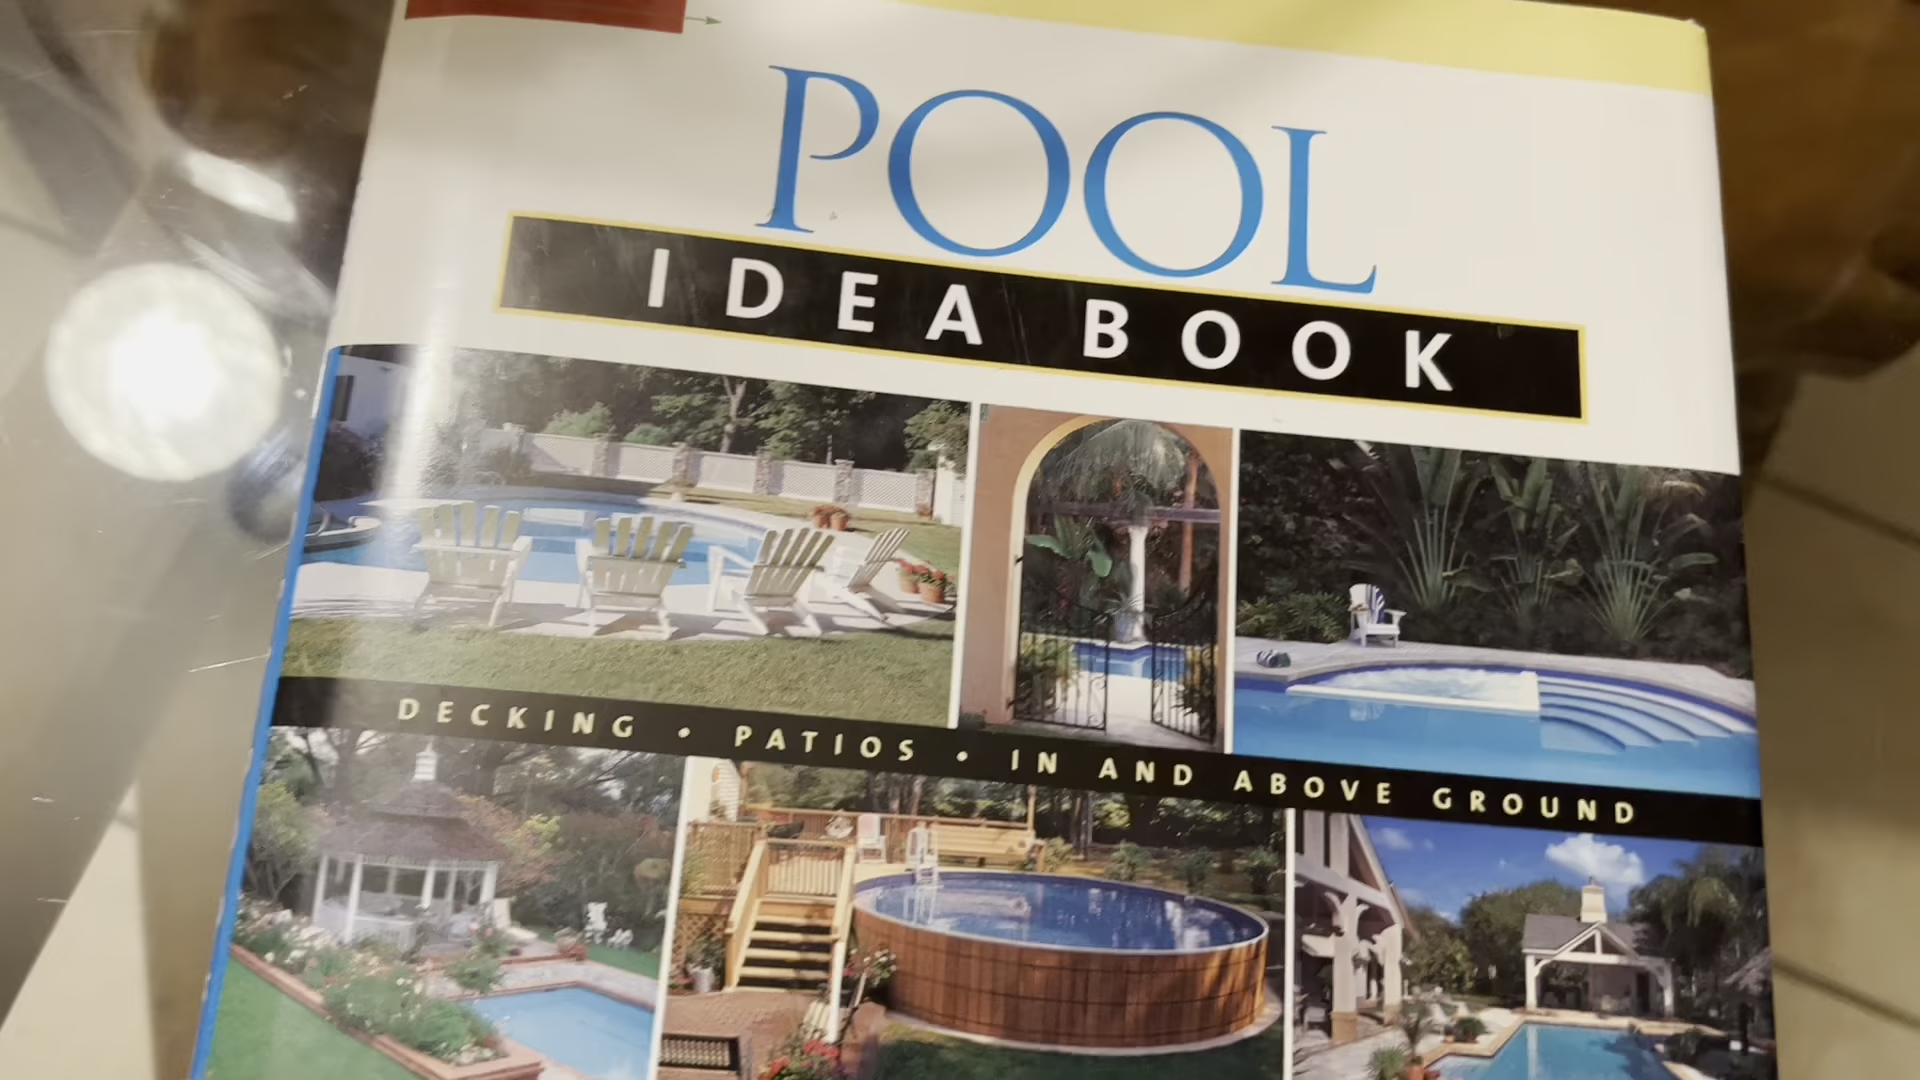 POOL
IDEA BOOK
DECKING • PATIOS • IN AND ABOVE GROUND